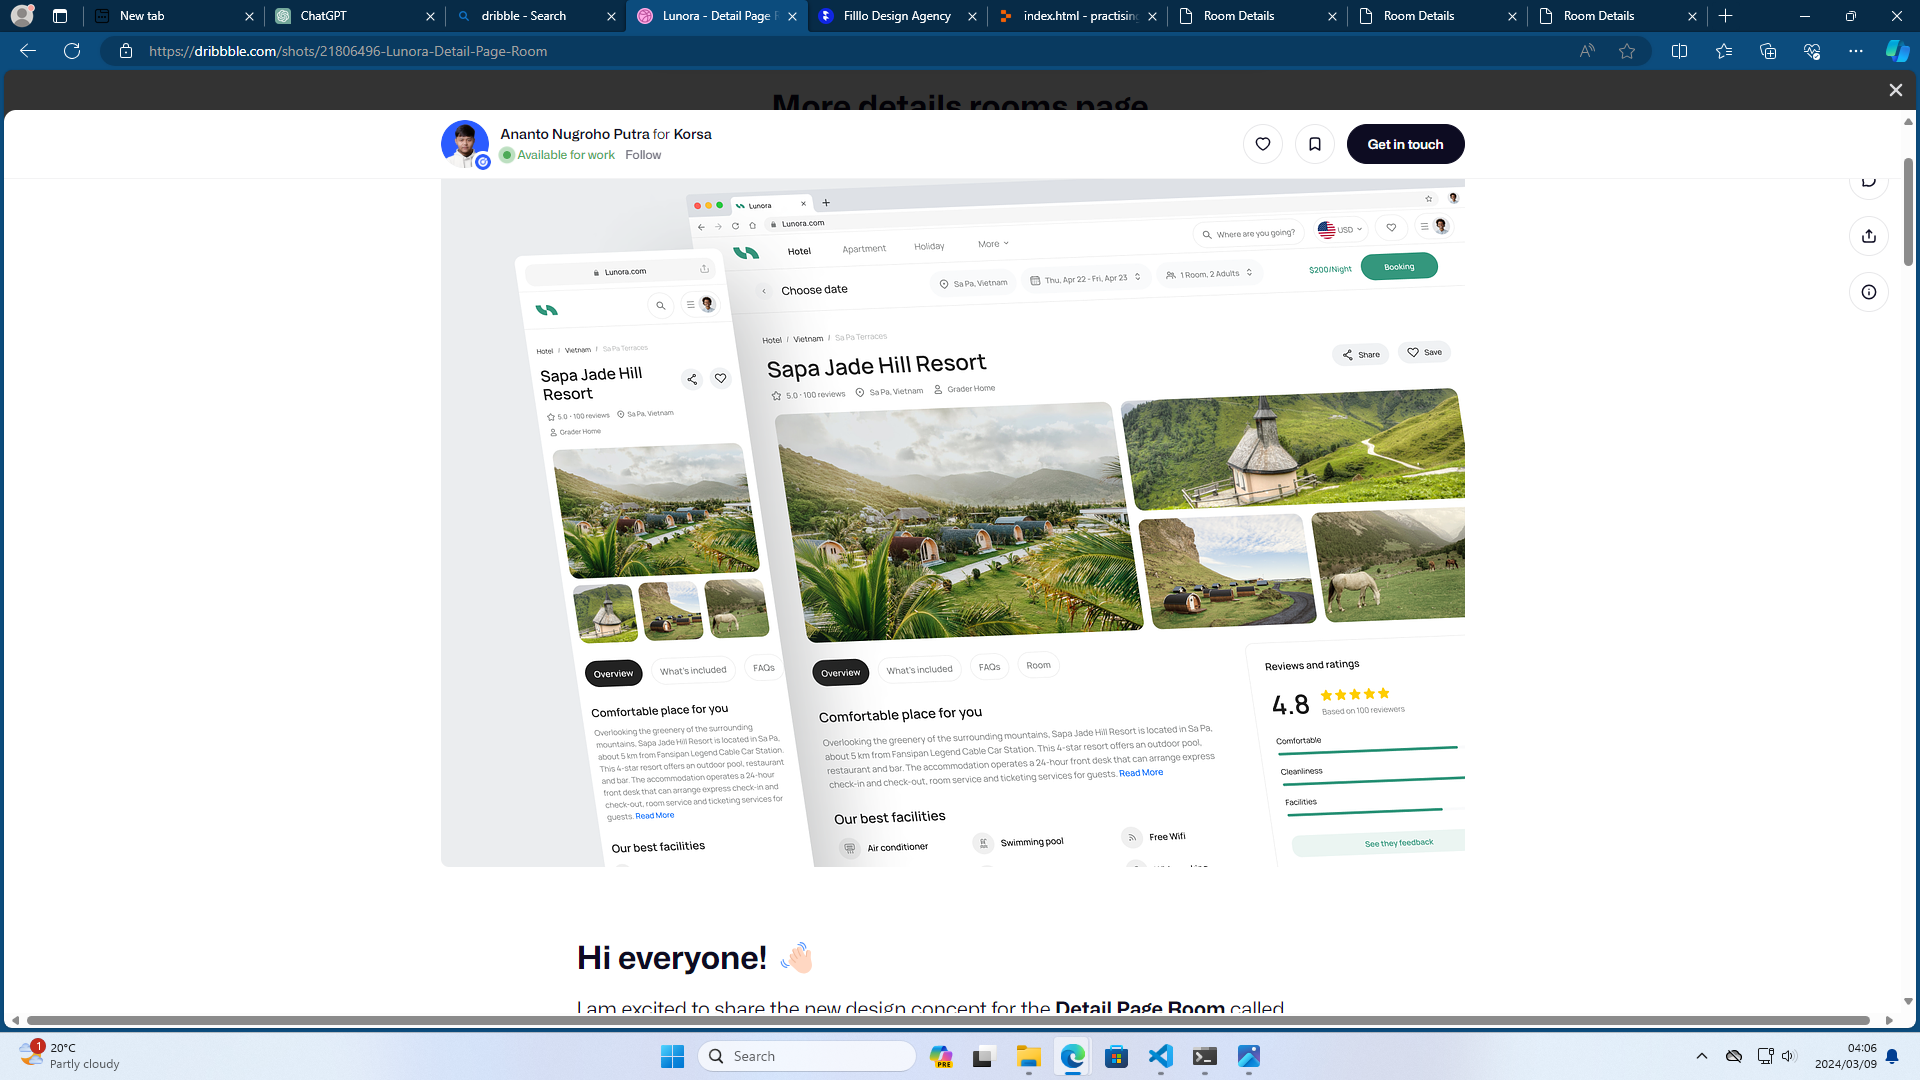 New tab
ChatGPT
dribble - Search
Lunora - Detail Page R
Filllo Design Agency
index.html - practising
Room Details
Room Details
Room Details
https://dribbble.com/shots/21806496-Lunora-Detail-Page-Room
More details rooms page
Ananto Nugroho Putra for Korsa
Available for work Follow
Get in touch
Lunora
Lunora.com
Hotel Apartment Holiday More
Where are you going?
USD
Choose date
Sa Pa, Vietnam
Thu, Apr 22 - Fri, Apr 23
1 Room, 2 Adults
$200/Night
Booking
Hotel / Vietnam / Sa Pa Terraces
Sapa Jade Hill Resort
5.0 · 100 reviews Sa Pa, Vietnam Grader Home
Share
Save
Lunora.com
Hotel / Vietnam / Sa Pa Terraces
Sapa Jade Hill
Resort
5.0 · 100 reviews Sa Pa, Vietnam
Grader Home
Overview What's included FAQs
Comfortable place for you
Overlooking the greenery of the surrounding
mountains, Sapa Jade Hill Resort is located in Sa Pa,
about 5 km from Fansipan Legend Cable Car Station.
This 4-star resort offers an outdoor pool, restaurant
and bar. The accommodation operates a 24-hour
front desk that can arrange express check-in and
check-out, room service and ticketing services for
guests. Read More
Our best facilities
Overview What's included FAQs Room
Comfortable place for you
Overlooking the greenery of the surrounding mountains, Sapa Jade Hill Resort is located in Sa Pa,
about 5 km from Fansipan Legend Cable Car Station. This 4-star resort offers an outdoor pool,
restaurant and bar. The accommodation operates a 24-hour front desk that can arrange express
check-in and check-out, room service and ticketing services for guests. Read More
Our best facilities
Air conditioner Swimming pool Free Wifi
Reviews and ratings
4.8
Based on 100 reviewers
Comfortable
Cleanliness
Facilities
See they feedback
Hi everyone!
I am excited to share the new design concept for the Detail Page Room called
1
20°C
Partly cloudy
Search
PRE
04:06
2024/03/09